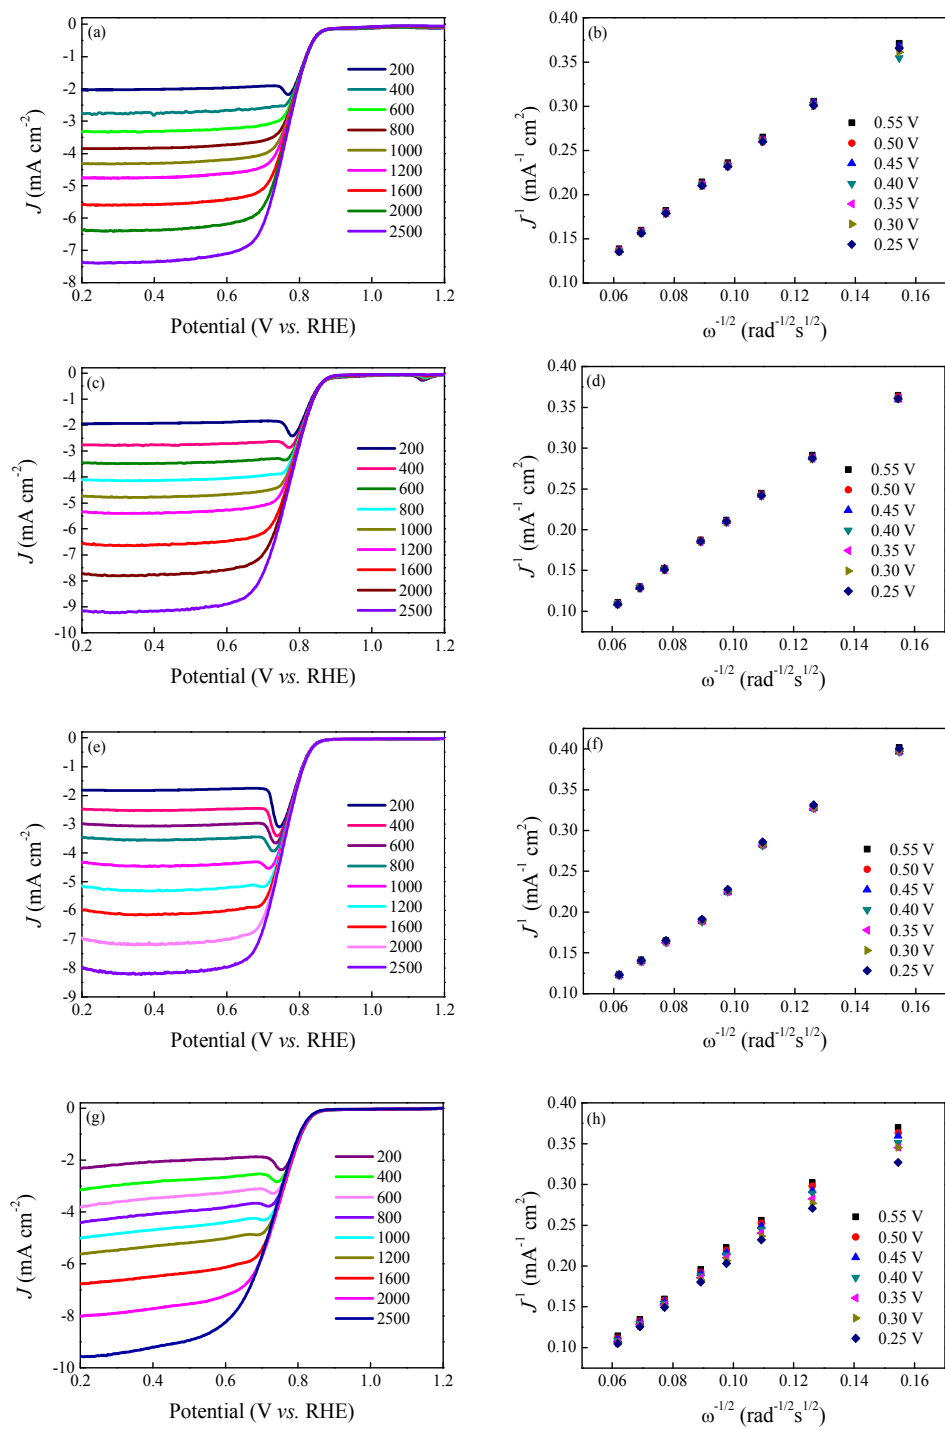 (a)
0
-1
-2
-3
-4
-5
-6
-7
-8
0.2 0.4 0.6 0.8 1.0 1.2
J (mA cm⁻²)
Potential (V vs. RHE)
200
400
600
800
1000
1200
1600
2000
2500
(b)
0.40
0.35
0.30
0.25
0.20
0.15
0.10
0.06 0.08 0.10 0.12 0.14 0.16
J⁻¹ (mA⁻¹ cm²)
ω⁻¹/² (rad⁻¹/²s¹/²)
0.55 V
0.50 V
0.45 V
0.40 V
0.35 V
0.30 V
0.25 V
(c)
0
-1
-2
-3
-4
-5
-6
-7
-8
-9
-10
0.2 0.4 0.6 0.8 1.0 1.2
J (mA cm⁻²)
Potential (V vs. RHE)
200
400
600
800
1000
1200
1600
2000
2500
(d)
0.40
0.35
0.30
0.25
0.20
0.15
0.10
0.06 0.08 0.10 0.12 0.14 0.16
J⁻¹ (mA⁻¹ cm²)
ω⁻¹/² (rad⁻¹/²s¹/²)
0.55 V
0.50 V
0.45 V
0.40 V
0.35 V
0.30 V
0.25 V
(e)
0
-1
-2
-3
-4
-5
-6
-7
-8
-9
0.2 0.4 0.6 0.8 1.0 1.2
J (mA cm⁻²)
Potential (V vs. RHE)
200
400
600
800
1000
1200
1600
2000
2500
(f)
0.40
0.35
0.30
0.25
0.20
0.15
0.10
0.06 0.08 0.10 0.12 0.14 0.16
J⁻¹ (mA⁻¹ cm²)
ω⁻¹/² (rad⁻¹/²s¹/²)
0.55 V
0.50 V
0.45 V
0.40 V
0.35 V
0.30 V
0.25 V
(g)
0
-2
-4
-6
-8
-10
0.2 0.4 0.6 0.8 1.0 1.2
J (mA cm⁻²)
Potential (V vs. RHE)
200
400
600
800
1000
1200
1600
2000
2500
(h)
0.40
0.35
0.30
0.25
0.20
0.15
0.10
0.06 0.08 0.10 0.12 0.14 0.16
J⁻¹ (mA⁻¹ cm²)
ω⁻¹/² (rad⁻¹/²s¹/²)
0.55 V
0.50 V
0.45 V
0.40 V
0.35 V
0.30 V
0.25 V